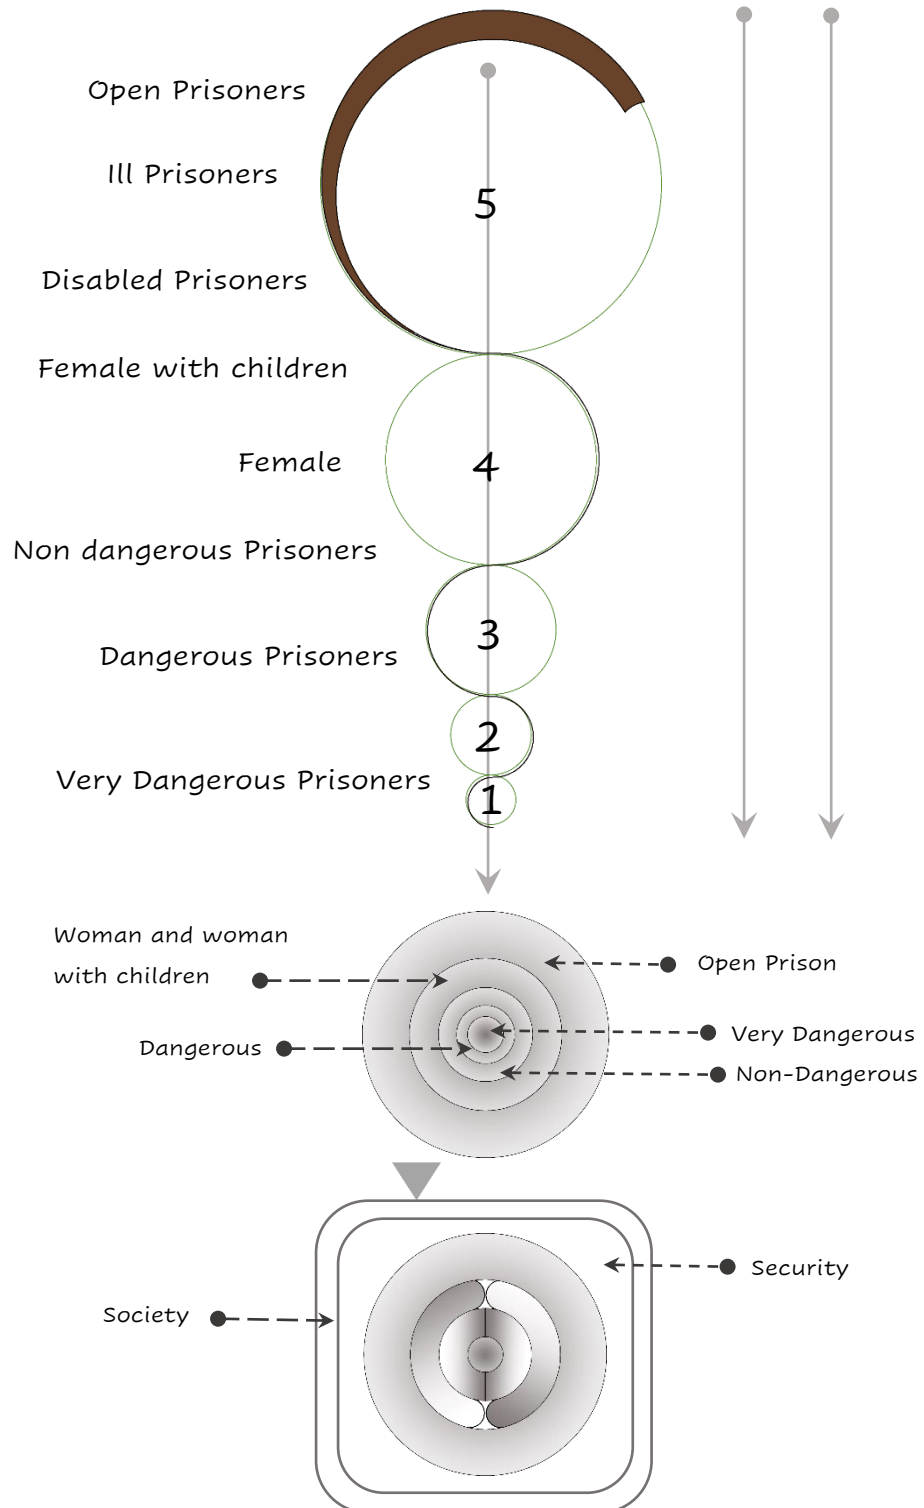 Open Prisoners
Ill Prisoners
5
Disabled Prisoners
Female with children
Female
4
Non dangerous Prisoners
3
Dangerous Prisoners
2
Very Dangerous Prisoners
1
Woman and woman
with children
Open Prison
Very Dangerous
Dangerous
Non-Dangerous
Security
Society